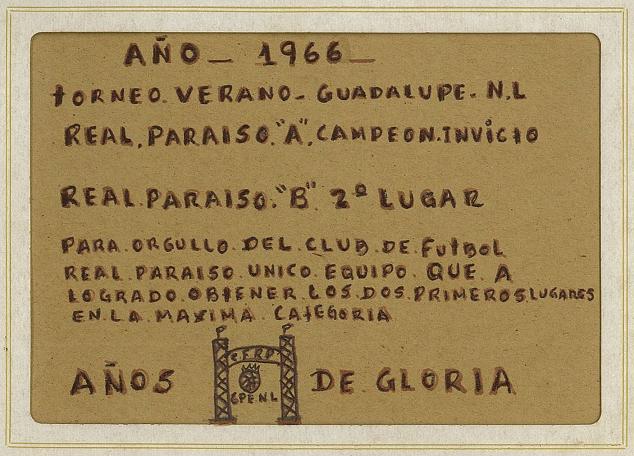 AÑO_ 1966_
tORNEO.VERANO-GUADALUPE.N.L
REAL.PARAISO."A".CAMPEON.INVICtO
REAL.PARAISO."B" 2º LUGAR
PARA.ORGULLO.DEL.CLUB.DE.FUtBOL
REAL.PARAISO.UNICO.EQUIPO.QUE.A
LOGRADO.OBTENER.LOS.DOS.PRIMEROS.LUGARES
EN.LA.MAXIMA.CAtEGORIA
C.F.R.P.
GPE.N.L
AÑOS DE.GLORIA